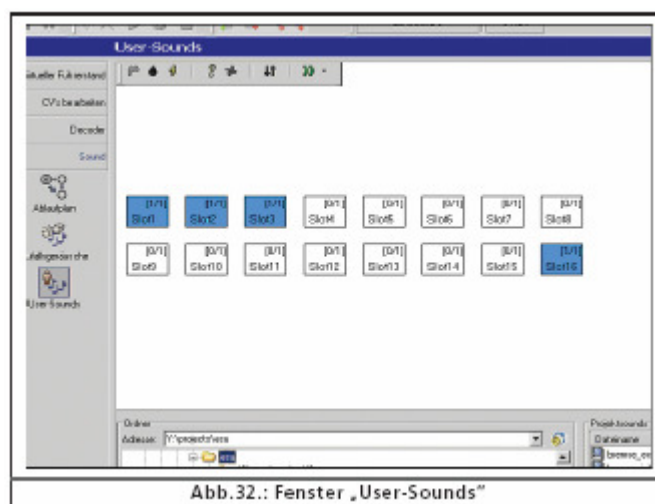 User-Sounds
CVs bearbeiten
Decoder
Sound
Ablaufplan
User-Sounds
[1/1] [1/1] [1/1] [0/1] [0/1] [0/1] [0/1] [0/1]
Slot1 Slot2 Slot3 Slot4 Slot5 Slot6 Slot7 Slot8
[0/1] [0/1] [0/1] [0/1] [0/1] [0/1] [0/1] [1/1]
Slot9 Slot10 Slot11 Slot12 Slot13 Slot14 Slot15 Slot16
Ordner
Adresse: Y:\projects\esu
esu
Projektsounds
Dateiname
Abb.32.: Fenster „User-Sounds“